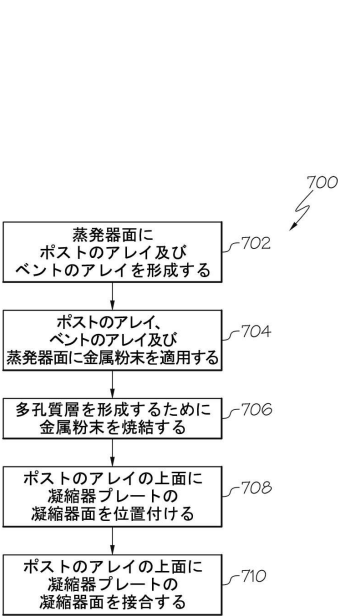 700
蒸発器面に
ポストのアレイ及び
ベントのアレイを形成する
702
ポストのアレイ、
ベントのアレイ及び
蒸発器面に金属粉末を適用する
704
多孔質層を形成するために
金属粉末を焼結する
706
ポストのアレイの上面に
凝縮器プレートの
凝縮器面を位置付ける
708
ポストのアレイの上面に
凝縮器プレートの
凝縮器面を接合する
710